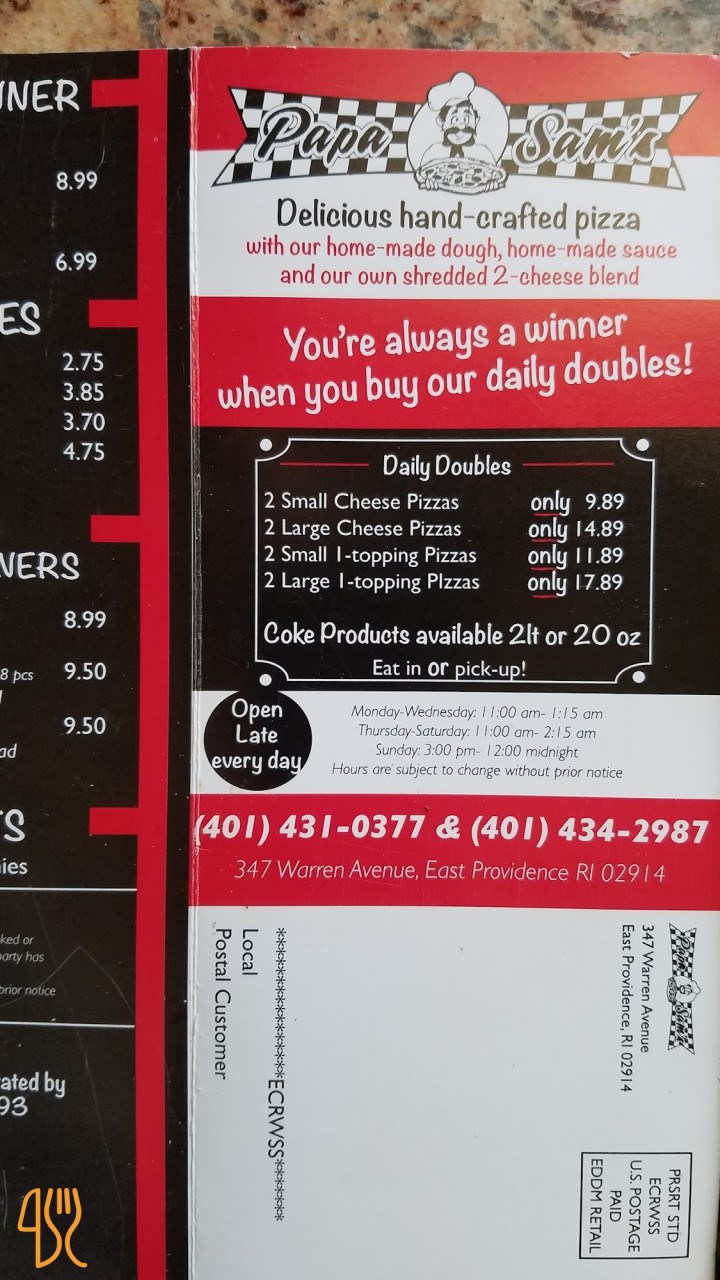 NNER
8.99
6.99
ES
2.75
3.85
3.70
4.75
NERS
8.99
8 pcs 9.50
9.50
ad
TS
ies
ked or
party has
prior notice
ated by
93
Papa Sam's
Delicious hand-crafted pizza
with our home-made dough, home-made sauce
and our own shredded 2-cheese blend
You're always a winner
when you buy our daily doubles!
Daily Doubles
2 Small Cheese Pizzas only 9.89
2 Large Cheese Pizzas only 14.89
2 Small 1-topping Pizzas only 11.89
2 Large 1-topping PIzzas only 17.89
Coke Products available 2lt or 20 oz
Eat in or pick-up!
Open
Late
every day
Monday-Wednesday: 11:00 am- 1:15 am
Thursday-Saturday: 11:00 am- 2:15 am
Sunday: 3:00 pm- 12:00 midnight
Hours are subject to change without prior notice
(401) 431-0377 & (401) 434-2987
347 Warren Avenue, East Providence RI 02914
Papa Sam's
347 Warren Avenue
East Providence, RI 02914
PRSRT STD
ECRWSS
U.S. POSTAGE
PAID
EDDM RETAIL
*******************ECRWSS*******
Local
Postal Customer